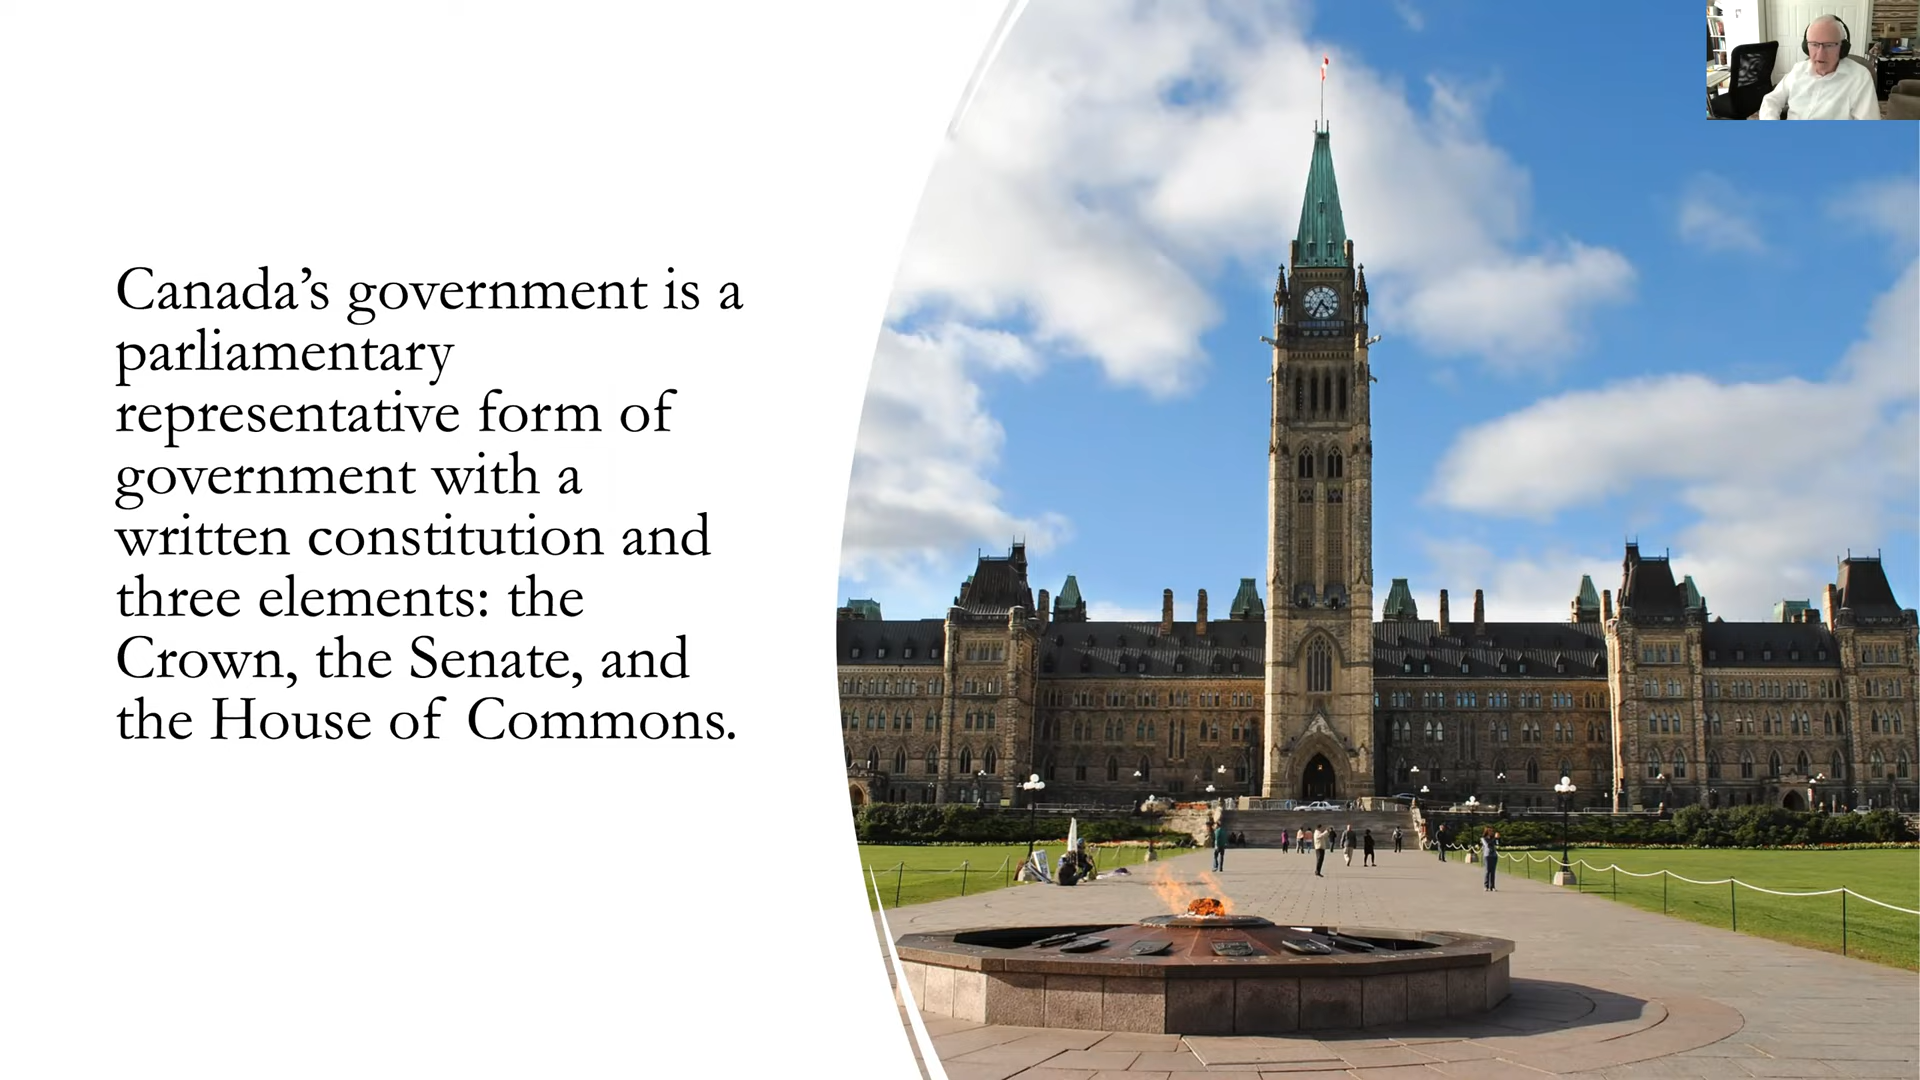 Canada’s government is a
parliamentary
representative form of
government with a
written constitution and
three elements: the
Crown, the Senate, and
the House of Commons.